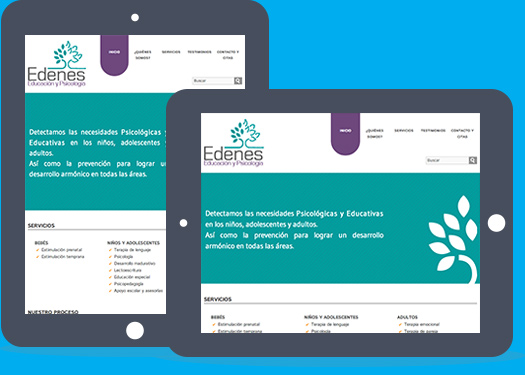 Edenes
Educación y Psicología
INICIO
¿QUIÉNES SOMOS?
SERVICIOS
TESTIMONIOS
CONTACTO Y CITAS
Buscar
Detectamos las necesidades Psicológicas y
Educativas en los niños, adolescentes y
adultos.
Así como la prevención para lograr un
desarrollo armónico en todas las áreas.
SERVICIOS
BEBÉS
Estimulación prenatal
Estimulación temprana
NIÑOS Y ADOLESCENTES
Terapia de lenguaje
Psicología
Desarrollo madurativo
Lectoescritura
Educación especial
Psicopedagogía
Apoyo escolar y asesorías
NUESTRO PROCESO
Edenes
Educación y Psicología
INICIO
¿QUIÉNES SOMOS?
SERVICIOS
TESTIMONIOS
CONTACTO Y CITAS
Buscar
Detectamos las necesidades Psicológicas y Educativas
en los niños, adolescentes y adultos.
Así como la prevención para lograr un desarrollo
armónico en todas las áreas.
SERVICIOS
BEBÉS
Estimulación prenatal
Estimulación temprana
NIÑOS Y ADOLESCENTES
Terapia de lenguaje
Psicología
ADULTOS
Terapia emocional
Terapia de pareja